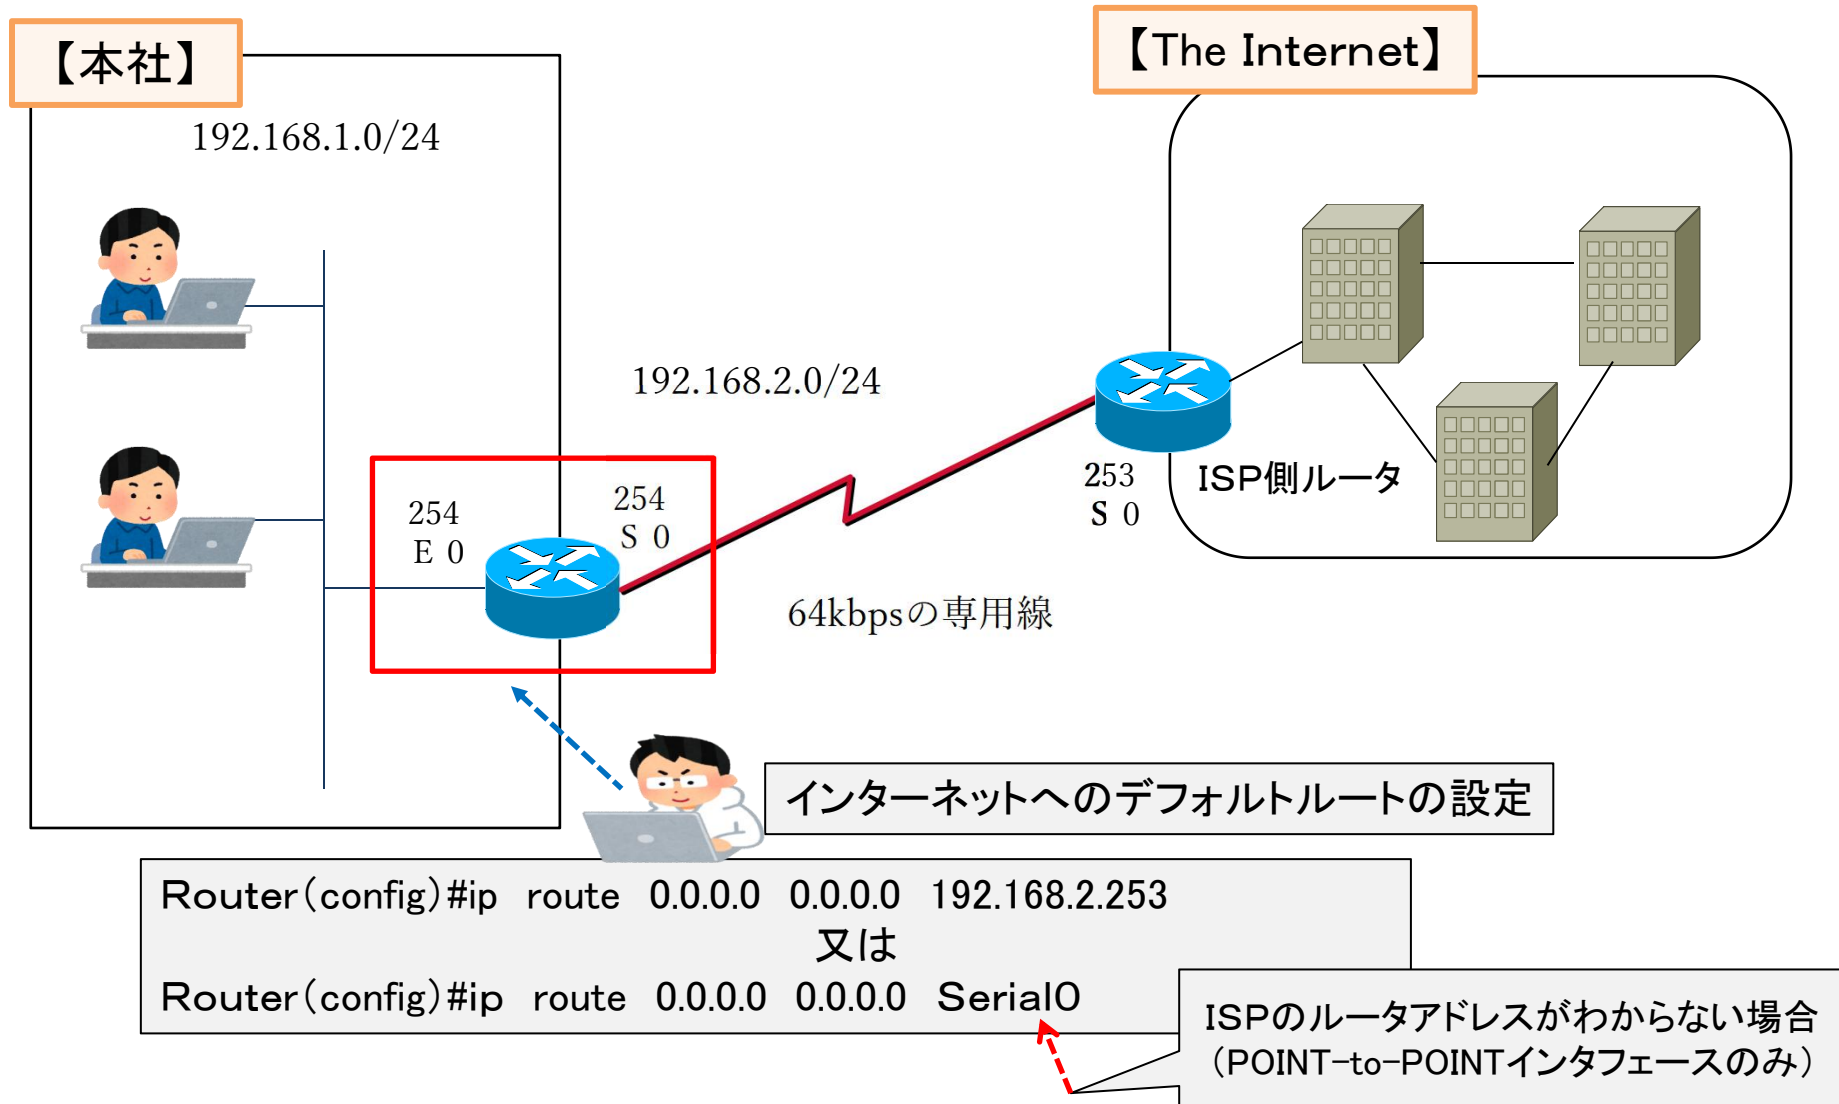 【本社】
【The Internet】
192.168.1.0/24
192.168.2.0/24
254
E 0
254
S 0
253
S 0
ISP側ルータ
64kbpsの専用線
インターネットへのデフォルトルートの設定
Router(config)#ip route 0.0.0.0 0.0.0.0 192.168.2.253
又は
Router(config)#ip route 0.0.0.0 0.0.0.0 Serial0
ISPのルータアドレスがわからない場合
（POINT-to-POINTインタフェースのみ）